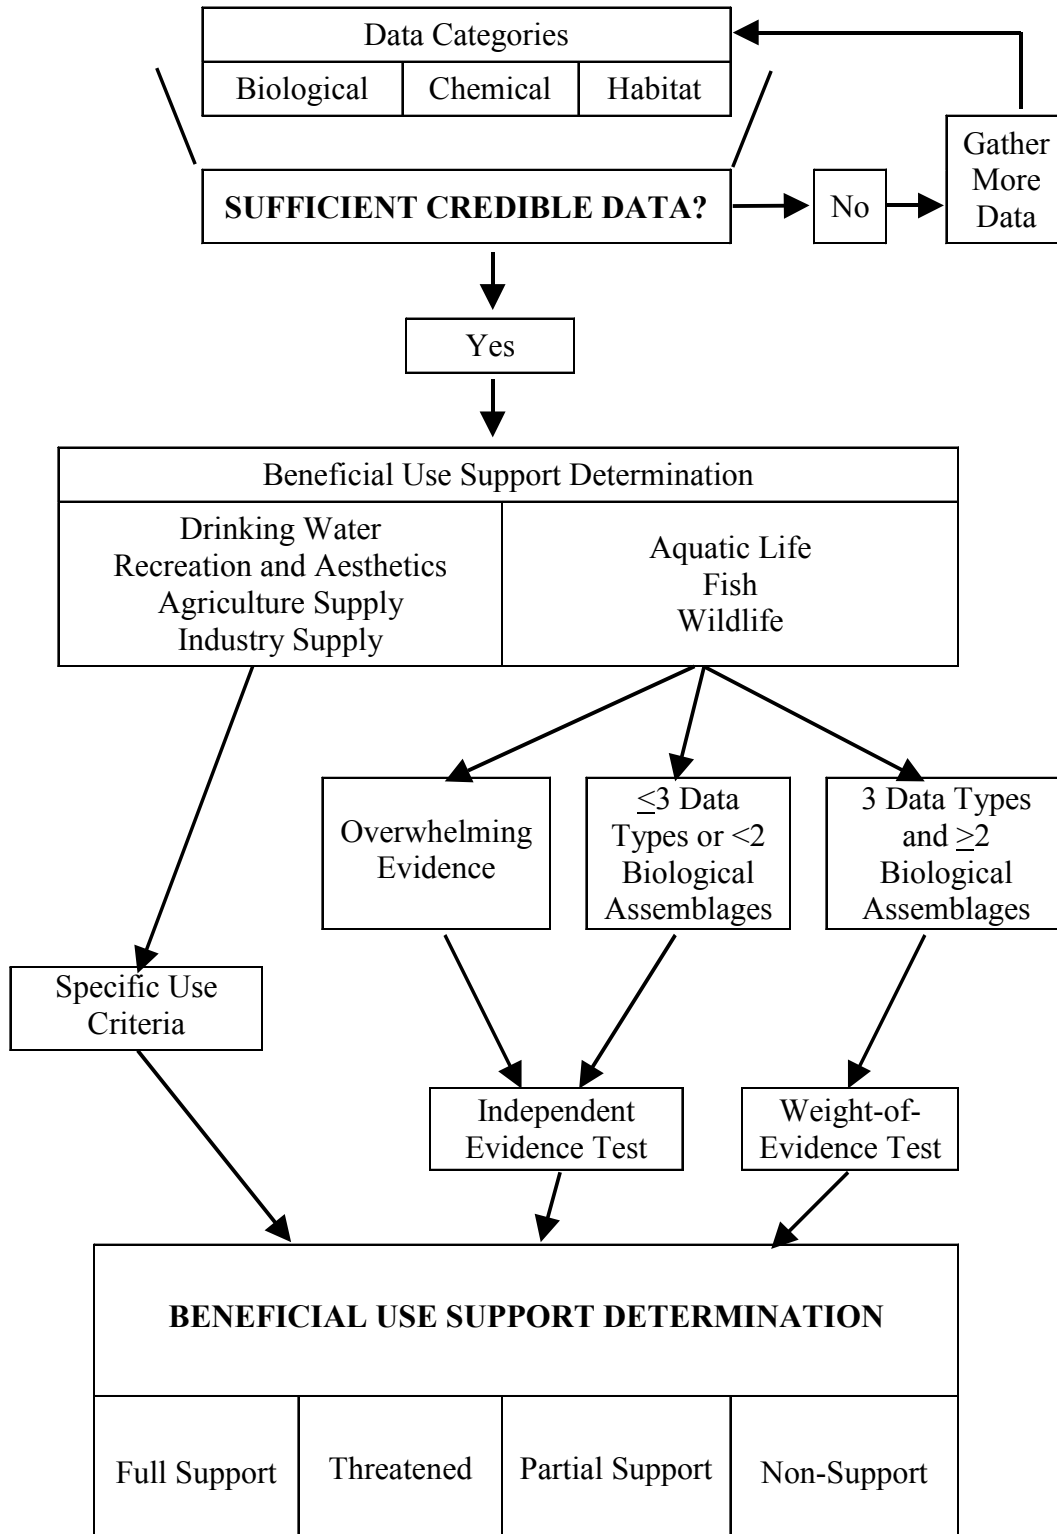 Data Categories
Biological
Chemical
Habitat
Gather
More
Data
SUFFICIENT CREDIBLE DATA?
No
Yes
Beneficial Use Support Determination
Drinking Water
Recreation and Aesthetics
Agriculture Supply
Industry Supply
Aquatic Life
Fish
Wildlife
Overwhelming
Evidence
≤3 Data
Types or <2
Biological
Assemblages
3 Data Types
and ≥2
Biological
Assemblages
Specific Use
Criteria
Independent
Evidence Test
Weight-of-
Evidence Test
BENEFICIAL USE SUPPORT DETERMINATION
Full Support
Threatened
Partial Support
Non-Support